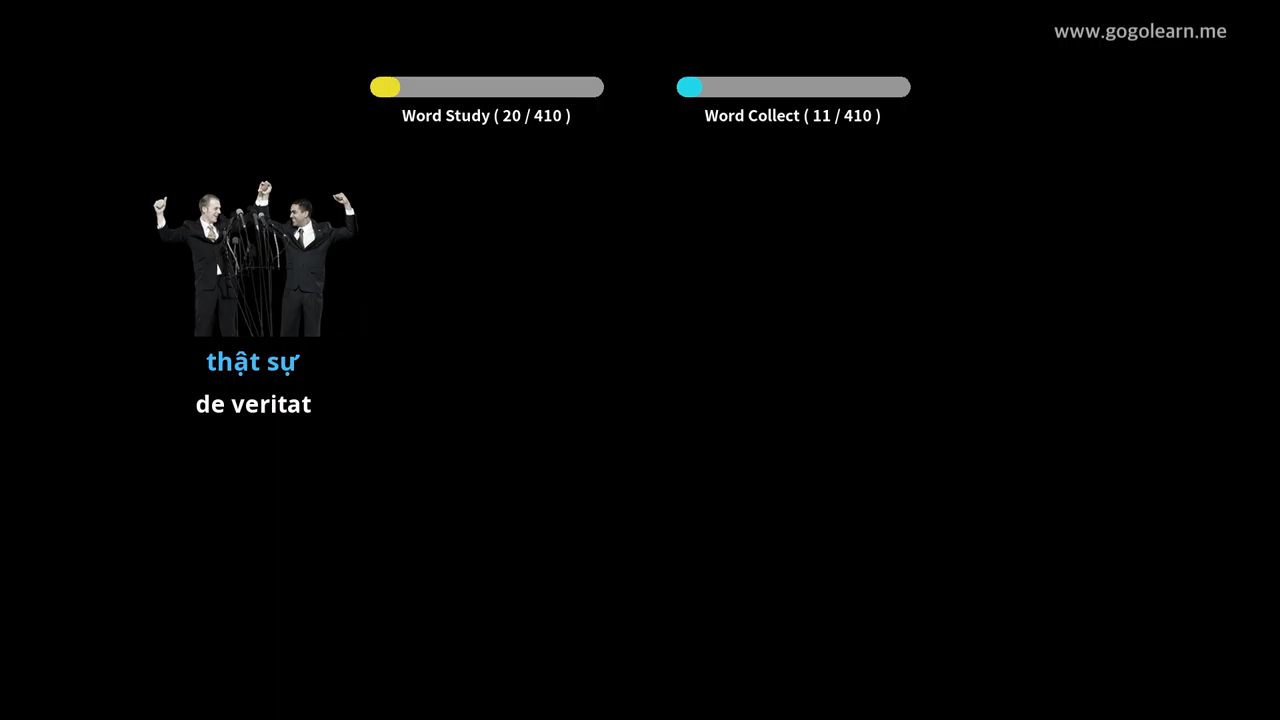 www.gogolearn.me
Word Study ( 20 / 410 )
Word Collect ( 11 / 410 )
thật sự
de veritat